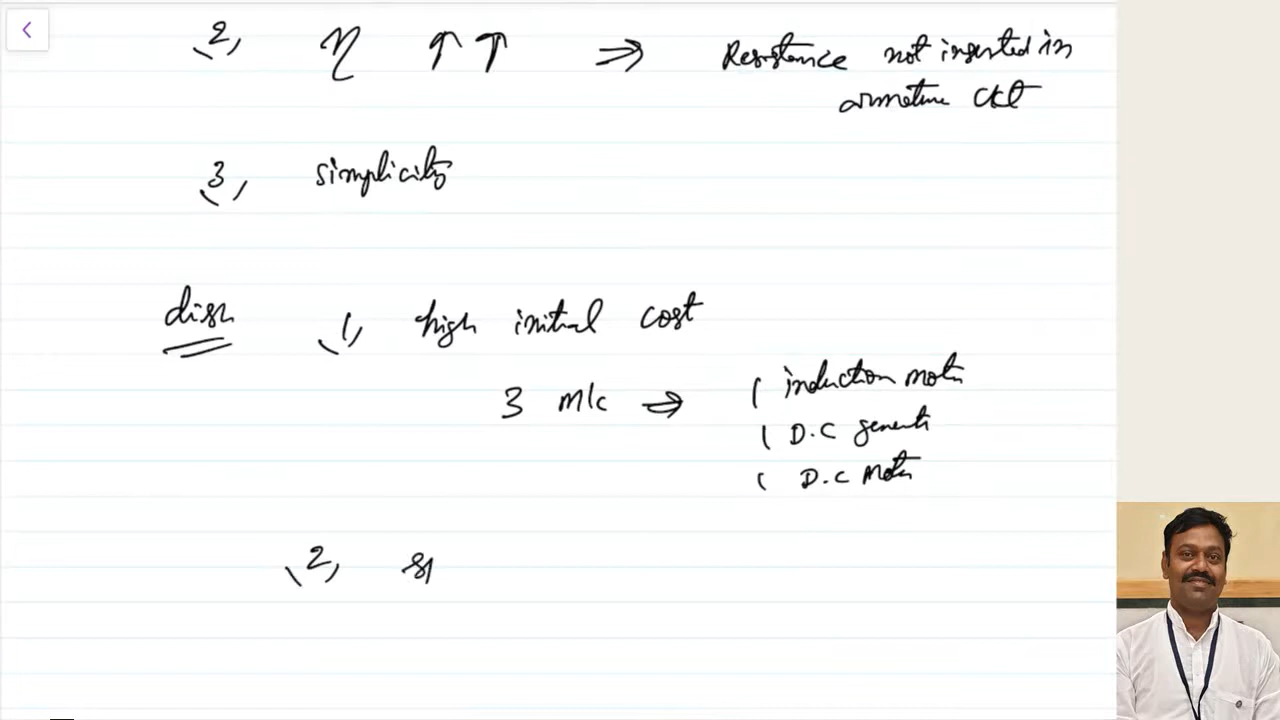 (2) η ↑↑ ⇒ Resistance not inserted in
armature ckt
(3) simplicity
(1) high initial cost
3 m/c ⇒ 1 induction motor
1 D.C generator
1 D.C motor
(2)